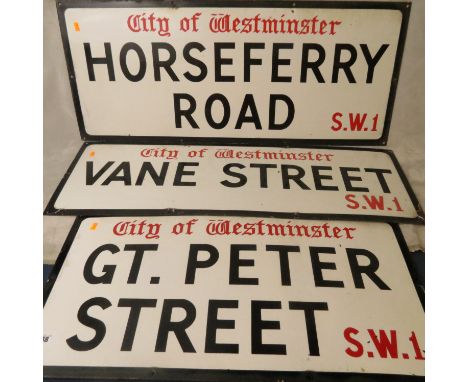 City of Westminster
HORSEFERRY
ROAD S.W.1
City of Westminster
VANE STREET
S.W.1
City of Westminster
GT. PETER
STREET S.W.1